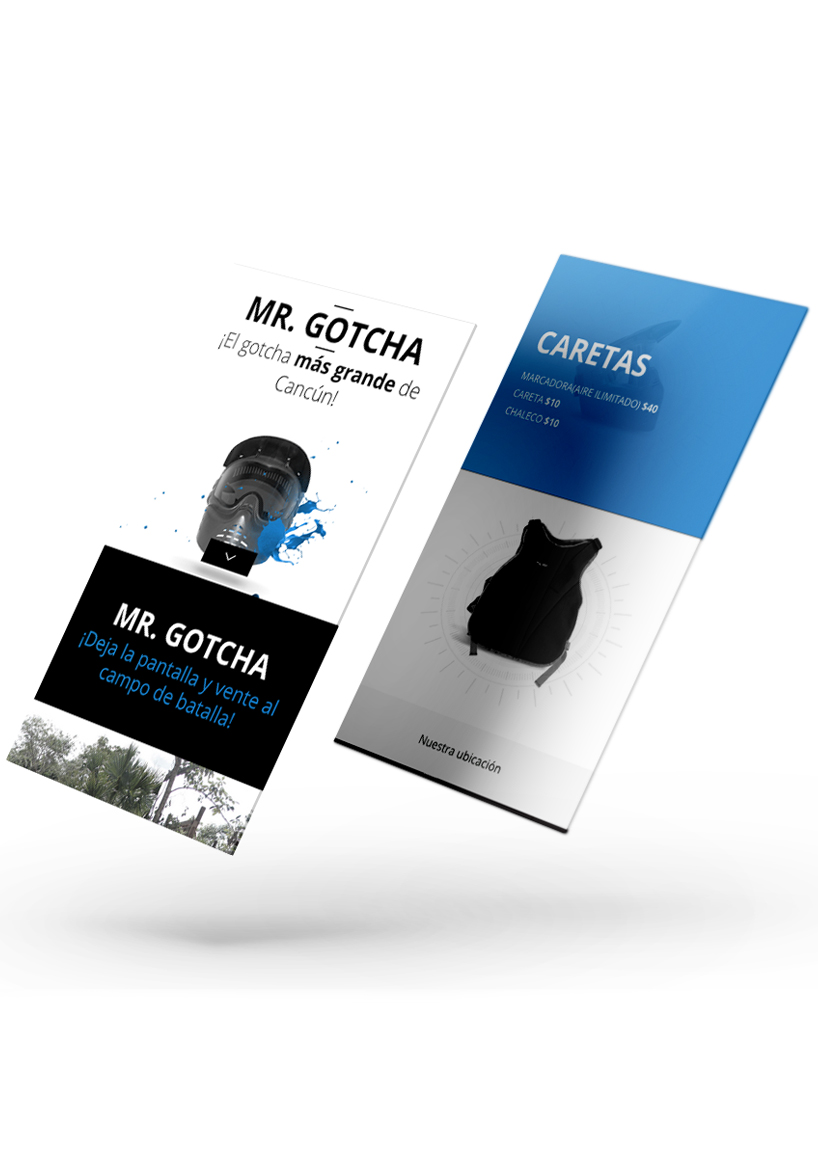 MR. GOTCHA
¡El gotcha más grande de
Cancún!
MR. GOTCHA
¡Deja la pantalla y vente al
campo de batalla!
CARETAS
MARCADORA(AIRE ILIMITADO) $40
CARETA $10
CHALECO $10
Nuestra ubicación